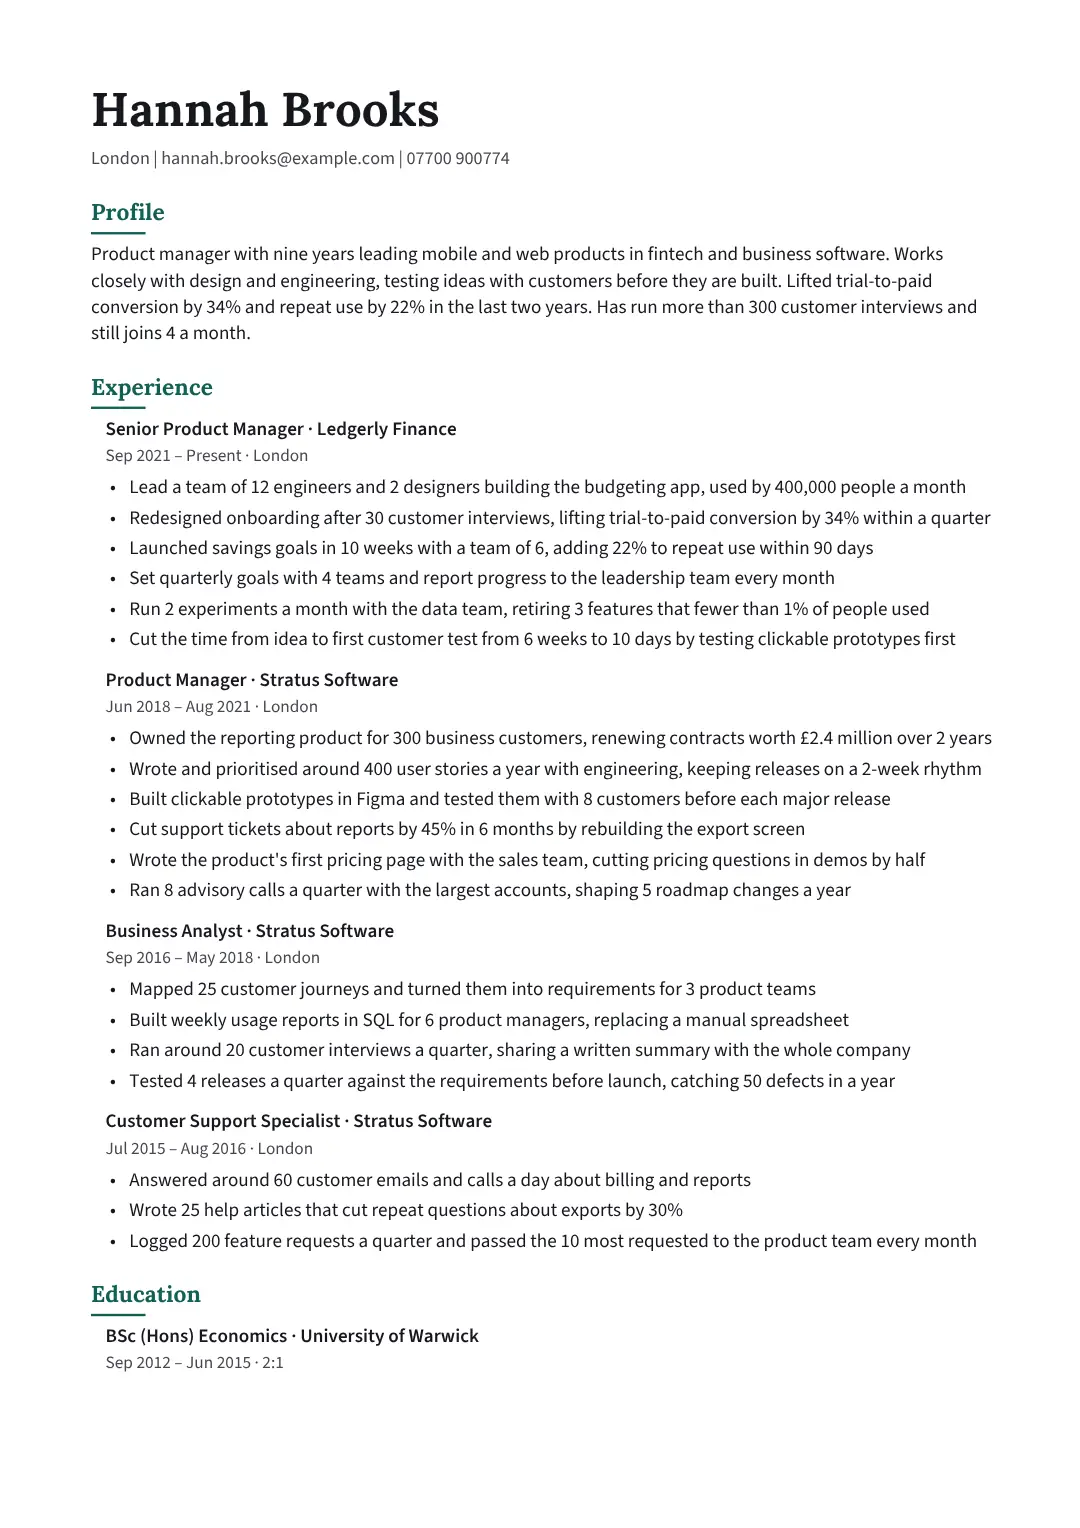 Hannah Brooks
London | hannah.brooks@example.com | 07700 900774
Profile
Product manager with nine years leading mobile and web products in fintech and business software. Works
closely with design and engineering, testing ideas with customers before they are built. Lifted trial-to-paid
conversion by 34% and repeat use by 22% in the last two years. Has run more than 300 customer interviews and
still joins 4 a month.
Experience
Senior Product Manager · Ledgerly Finance
Sep 2021 – Present · London
• Lead a team of 12 engineers and 2 designers building the budgeting app, used by 400,000 people a month
• Redesigned onboarding after 30 customer interviews, lifting trial-to-paid conversion by 34% within a quarter
• Launched savings goals in 10 weeks with a team of 6, adding 22% to repeat use within 90 days
• Set quarterly goals with 4 teams and report progress to the leadership team every month
• Run 2 experiments a month with the data team, retiring 3 features that fewer than 1% of people used
• Cut the time from idea to first customer test from 6 weeks to 10 days by testing clickable prototypes first
Product Manager · Stratus Software
Jun 2018 – Aug 2021 · London
• Owned the reporting product for 300 business customers, renewing contracts worth £2.4 million over 2 years
• Wrote and prioritised around 400 user stories a year with engineering, keeping releases on a 2-week rhythm
• Built clickable prototypes in Figma and tested them with 8 customers before each major release
• Cut support tickets about reports by 45% in 6 months by rebuilding the export screen
• Wrote the product's first pricing page with the sales team, cutting pricing questions in demos by half
• Ran 8 advisory calls a quarter with the largest accounts, shaping 5 roadmap changes a year
Business Analyst · Stratus Software
Sep 2016 – May 2018 · London
• Mapped 25 customer journeys and turned them into requirements for 3 product teams
• Built weekly usage reports in SQL for 6 product managers, replacing a manual spreadsheet
• Ran around 20 customer interviews a quarter, sharing a written summary with the whole company
• Tested 4 releases a quarter against the requirements before launch, catching 50 defects in a year
Customer Support Specialist · Stratus Software
Jul 2015 – Aug 2016 · London
• Answered around 60 customer emails and calls a day about billing and reports
• Wrote 25 help articles that cut repeat questions about exports by 30%
• Logged 200 feature requests a quarter and passed the 10 most requested to the product team every month
Education
BSc (Hons) Economics · University of Warwick
Sep 2012 – Jun 2015 · 2:1